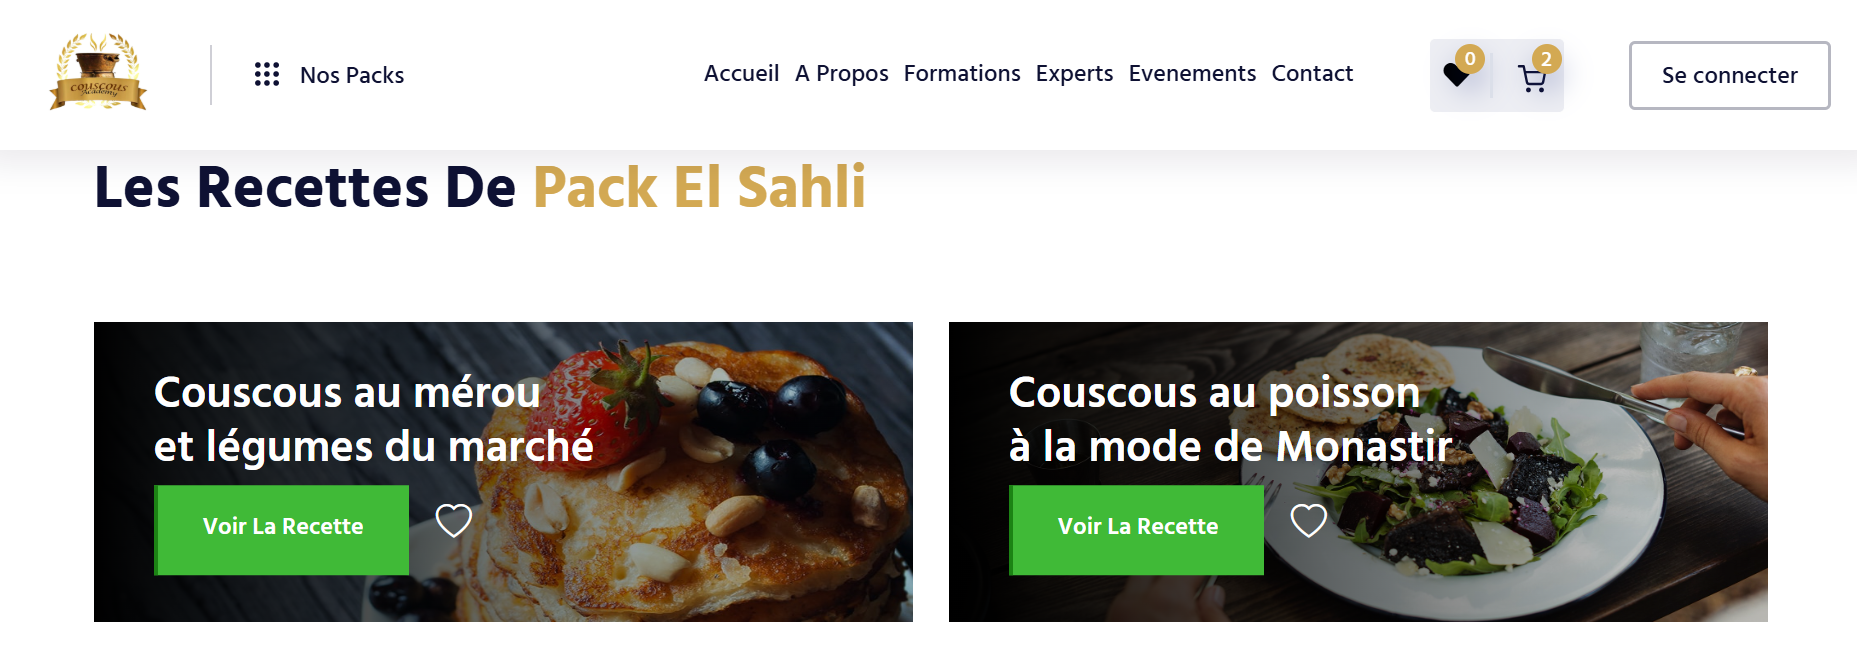 couscous
Academy
Nos Packs
Accueil A Propos Formations Experts Evenements Contact
0
2
Se connecter
Les Recettes De Pack El Sahli
Couscous au mérou
et légumes du marché
Voir La Recette
Couscous au poisson
à la mode de Monastir
Voir La Recette